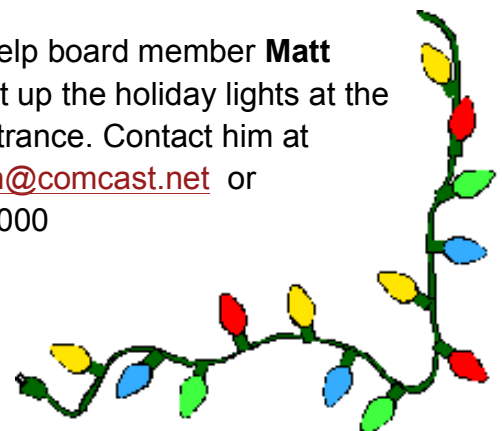 elp board member Matt
t up the holiday lights at the
trance. Contact him at
n@comcast.net or
000